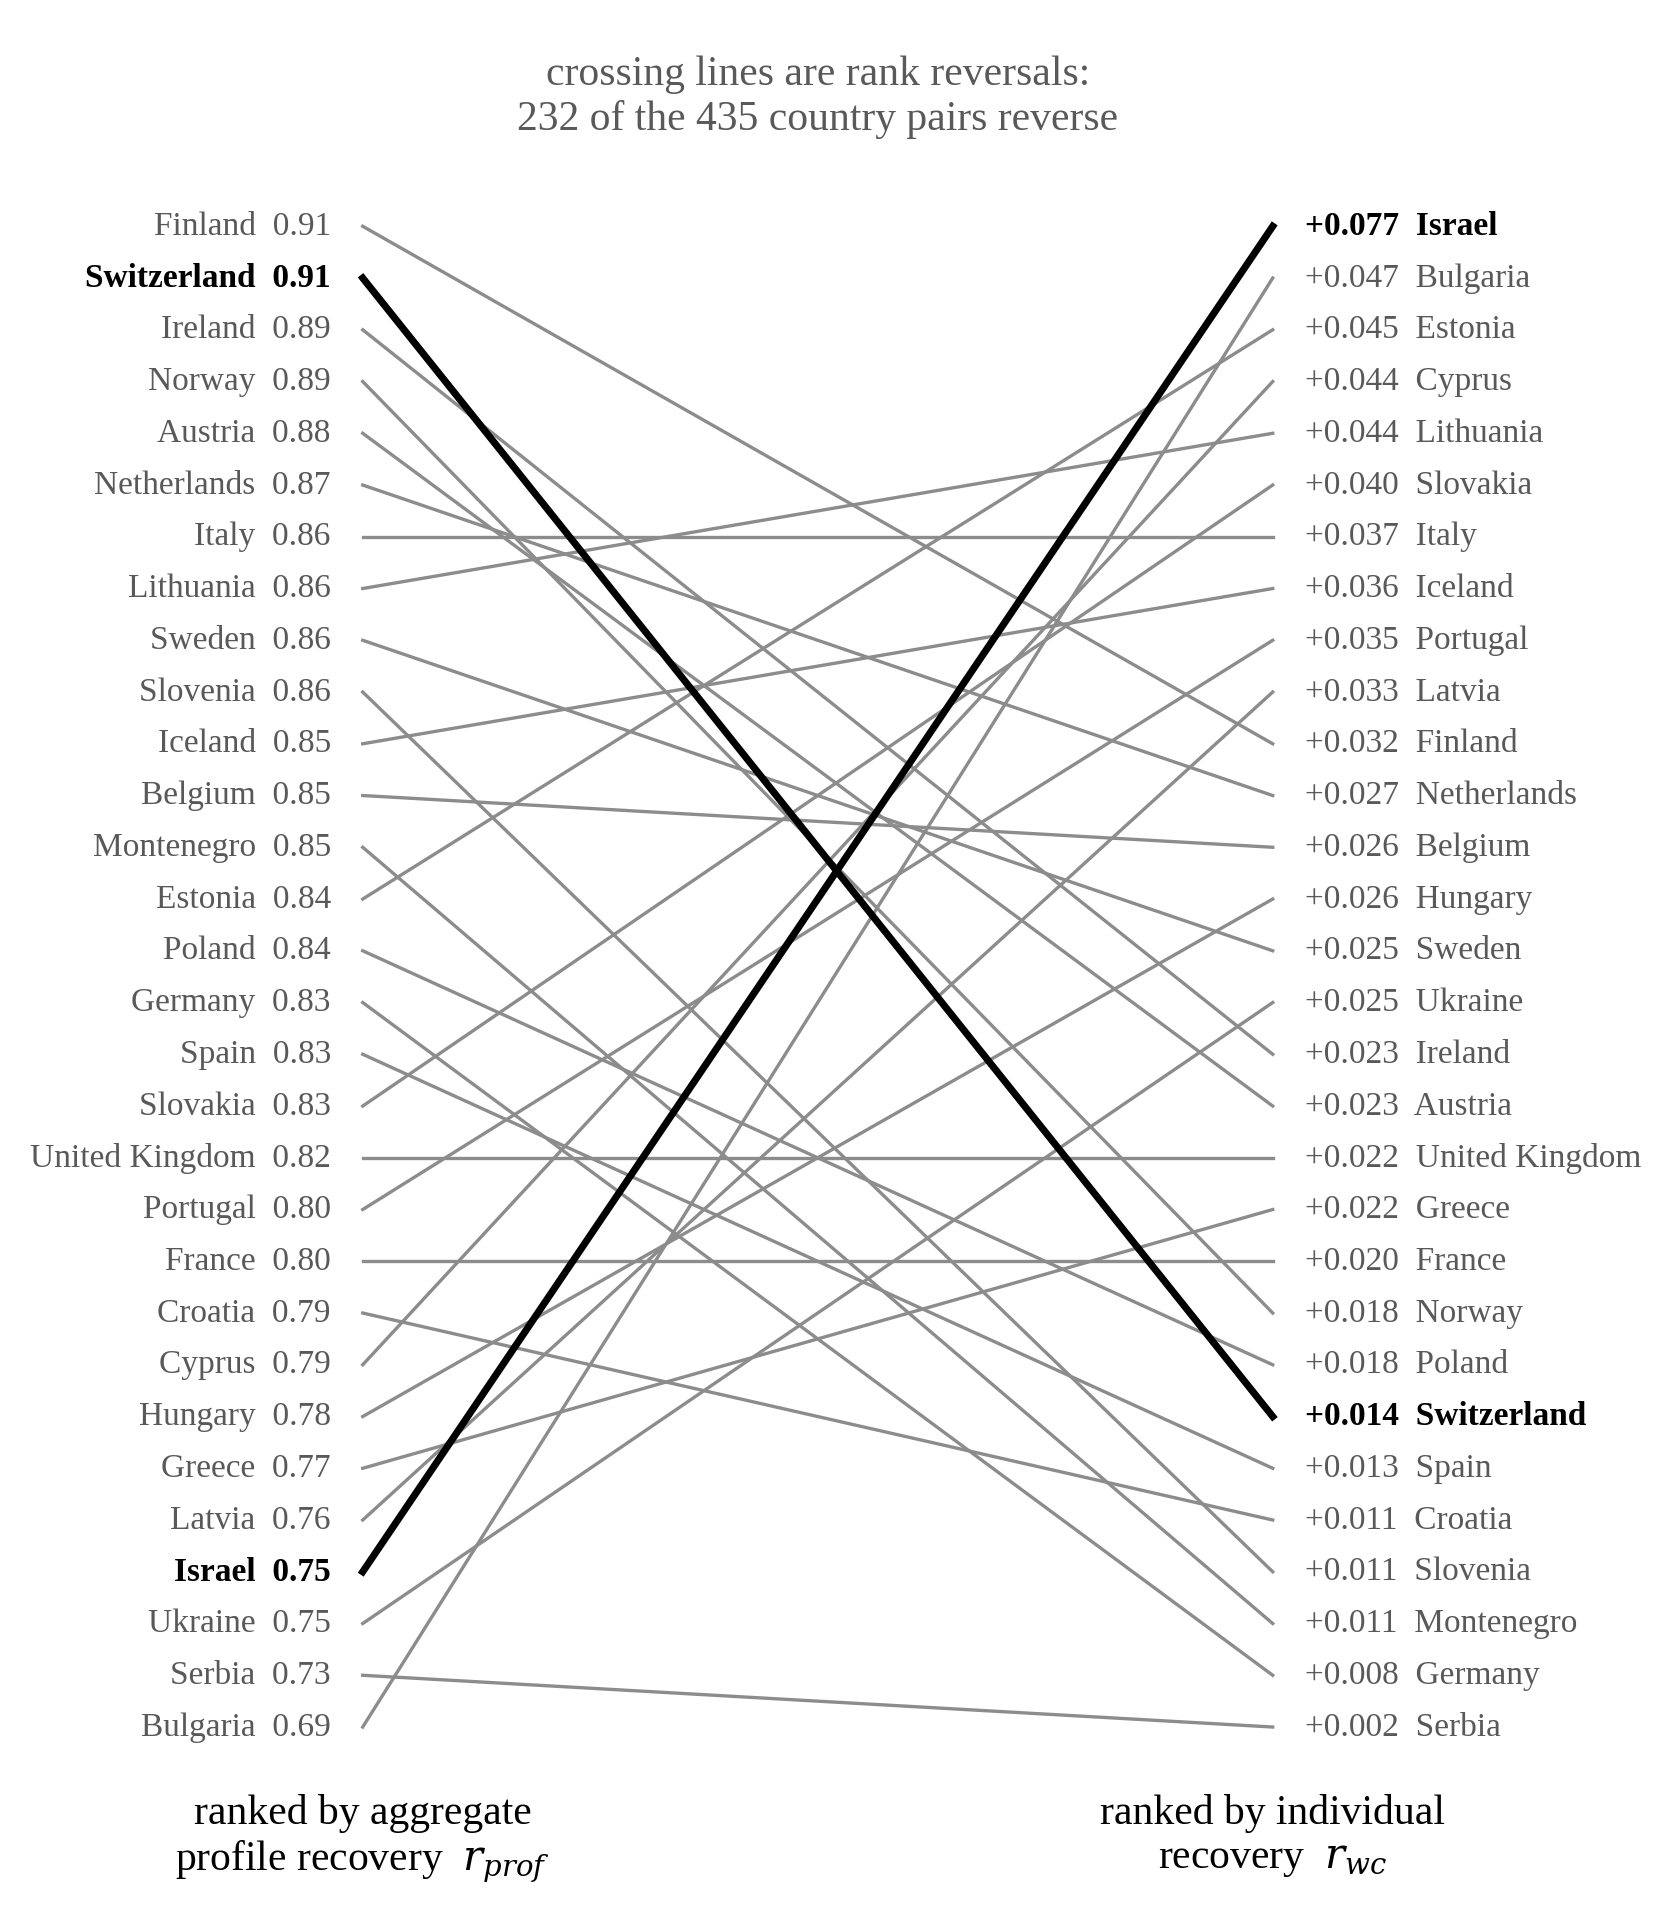 crossing lines are rank reversals:
232 of the 435 country pairs reverse
Finland 0.91
Switzerland 0.91
Ireland 0.89
Norway 0.89
Austria 0.88
Netherlands 0.87
Italy 0.86
Lithuania 0.86
Sweden 0.86
Slovenia 0.86
Iceland 0.85
Belgium 0.85
Montenegro 0.85
Estonia 0.84
Poland 0.84
Germany 0.83
Spain 0.83
Slovakia 0.83
United Kingdom 0.82
Portugal 0.80
France 0.80
Croatia 0.79
Cyprus 0.79
Hungary 0.78
Greece 0.77
Latvia 0.76
Israel 0.75
Ukraine 0.75
Serbia 0.73
Bulgaria 0.69
ranked by aggregate
profile recovery r_prof
+0.077 Israel
+0.047 Bulgaria
+0.045 Estonia
+0.044 Cyprus
+0.044 Lithuania
+0.040 Slovakia
+0.037 Italy
+0.036 Iceland
+0.035 Portugal
+0.033 Latvia
+0.032 Finland
+0.027 Netherlands
+0.026 Belgium
+0.026 Hungary
+0.025 Sweden
+0.025 Ukraine
+0.023 Ireland
+0.023 Austria
+0.022 United Kingdom
+0.022 Greece
+0.020 France
+0.018 Norway
+0.018 Poland
+0.014 Switzerland
+0.013 Spain
+0.011 Croatia
+0.011 Slovenia
+0.011 Montenegro
+0.008 Germany
+0.002 Serbia
ranked by individual
recovery r_wc